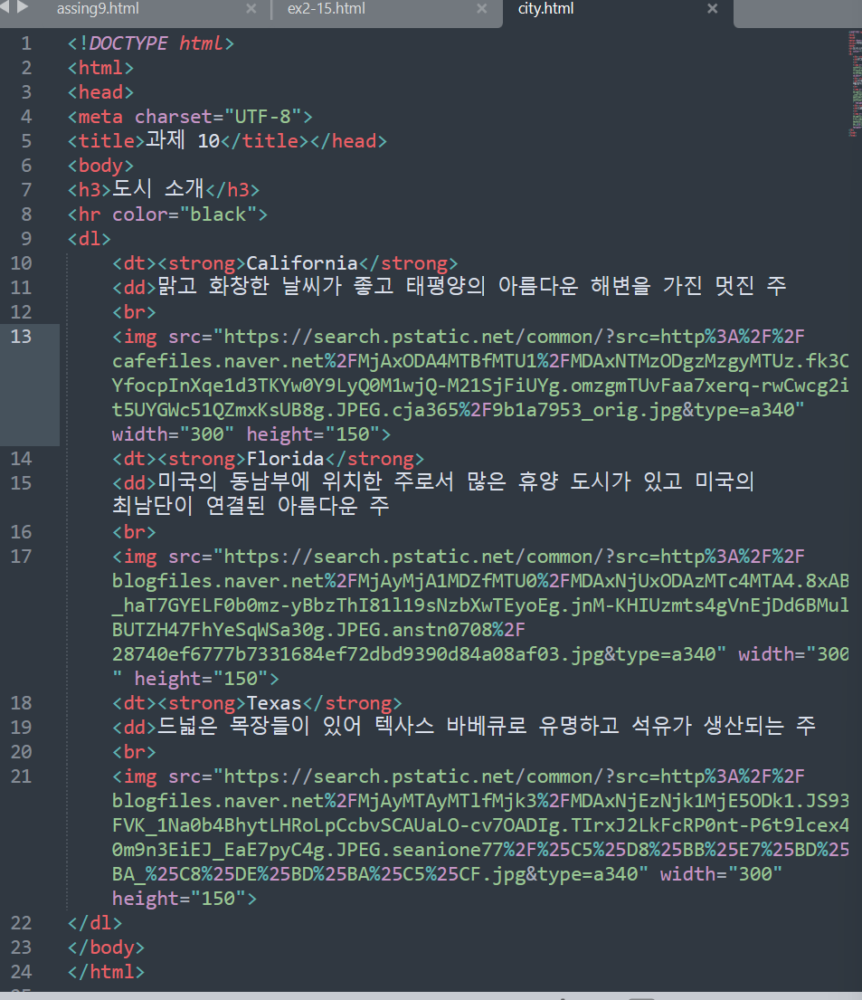 assing9.html × ex2-15.html × city.html ×
1 <!DOCTYPE html>
2 <html>
3 <head>
4 <meta charset="UTF-8">
5 <title>과제 10</title></head>
6 <body>
7 <h3>도시 소개</h3>
8 <hr color="black">
9 <dl>
10 <dt><strong>California</strong>
11 <dd>맑고 화창한 날씨가 좋고 태평양의 아름다운 해변을 가진 멋진 주
12 <br>
13 <img src="https://search.pstatic.net/common/?src=http%3A%2F%2F
cafefiles.naver.net%2FMjAxODA4MTBfMTU1%2FMDAxNTMzODgzMzgyMTUz.fk3C
YfocpInXqe1d3TKYw0Y9LyQ0M1wjQ-M21SjFiUYg.omzgmTUvFaa7xerq-rwCwcg2i
t5UYGWc51QZmxKsUB8g.JPEG.cja365%2F9b1a7953_orig.jpg&type=a340"
width="300" height="150">
14 <dt><strong>Florida</strong>
15 <dd>미국의 동남부에 위치한 주로서 많은 휴양 도시가 있고 미국의
최남단이 연결된 아름다운 주
16 <br>
17 <img src="https://search.pstatic.net/common/?src=http%3A%2F%2F
blogfiles.naver.net%2FMjAyMjA1MDZfMTU0%2FMDAxNjUxODAzMTc4MTA4.8xAB
_haT7GYELF0b0mz-yBbzThI81l19sNzbXwTEyoEg.jnM-KHIUzmts4gVnEjDd6BMul
BUTZH47FhYeSqWSa30g.JPEG.anstn0708%2F
28740ef6777b7331684ef72dbd9390d84a08af03.jpg&type=a340" width="300
" height="150">
18 <dt><strong>Texas</strong>
19 <dd>드넓은 목장들이 있어 텍사스 바베큐로 유명하고 석유가 생산되는 주
20 <br>
21 <img src="https://search.pstatic.net/common/?src=http%3A%2F%2F
blogfiles.naver.net%2FMjAyMTAyMTlfMjk3%2FMDAxNjEzNjk1MjE5ODk1.JS93
FVK_1Na0b4BhytLHRoLpCcbvSCAUaLO-cv7OADIg.TIrxJ2LkFcRP0nt-P6t9lcex4
0m9n3EiEJ_EaE7pyC4g.JPEG.seanione77%2F%25C5%25D8%25BB%25E7%25BD%25
BA_%25C8%25DE%25BD%25BA%25C5%25CF.jpg&type=a340" width="300"
height="150">
22 </dl>
23 </body>
24 </html>